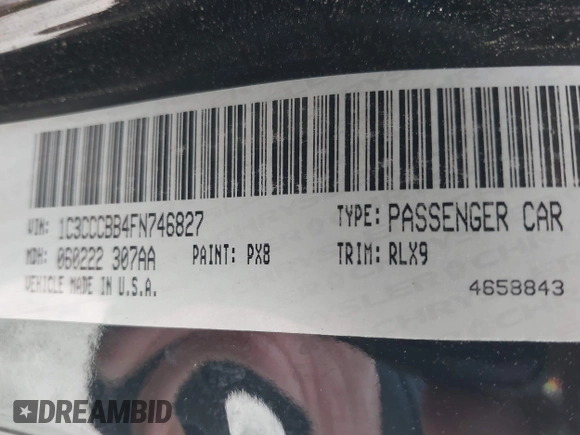 VIN: 1C3CCCBB4FN746827 TYPE: PASSENGER CAR
MDH: 060222 307AA PAINT: PX8 TRIM: RLX9
VEHICLE MADE IN U.S.A. 4658843
DREAMBID